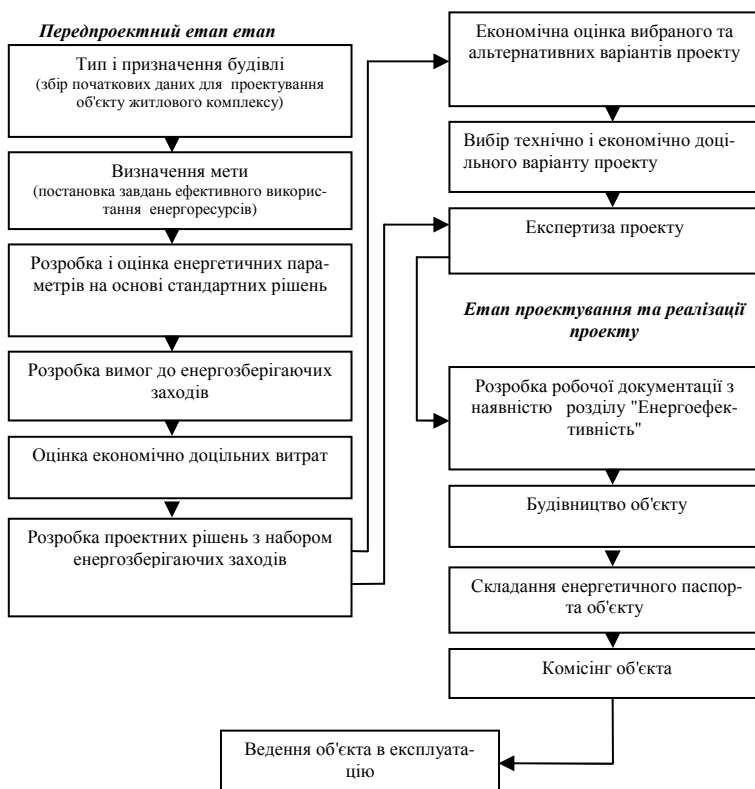 Передпроектний етап етап
Тип і призначення будівлі
(збір початкових даних для проектування
об'єкту житлового комплексу)
Визначення мети
(постановка завдань ефективного викорис-
тання енергоресурсів)
Розробка і оцінка енергетичних пара-
метрів на основі стандартних рішень
Розробка вимог до енергозберігаючих
заходів
Оцінка економічно доцільних витрат
Розробка проектних рішень з набором
енергозберігаючих заходів
Економічна оцінка вибраного та
альтернативних варіантів проекту
Вибір технічно і економічно доці-
льного варіанту проекту
Експертиза проекту
Етап проектування та реалізації
проекту
Розробка робочої документації з
наявністю розділу "Енергоефек-
тивність"
Будівництво об'єкту
Складання енергетичного паспор-
та об'єкту
Комісінг об'єкта
Ведення об'єкта в експлуата-
цію